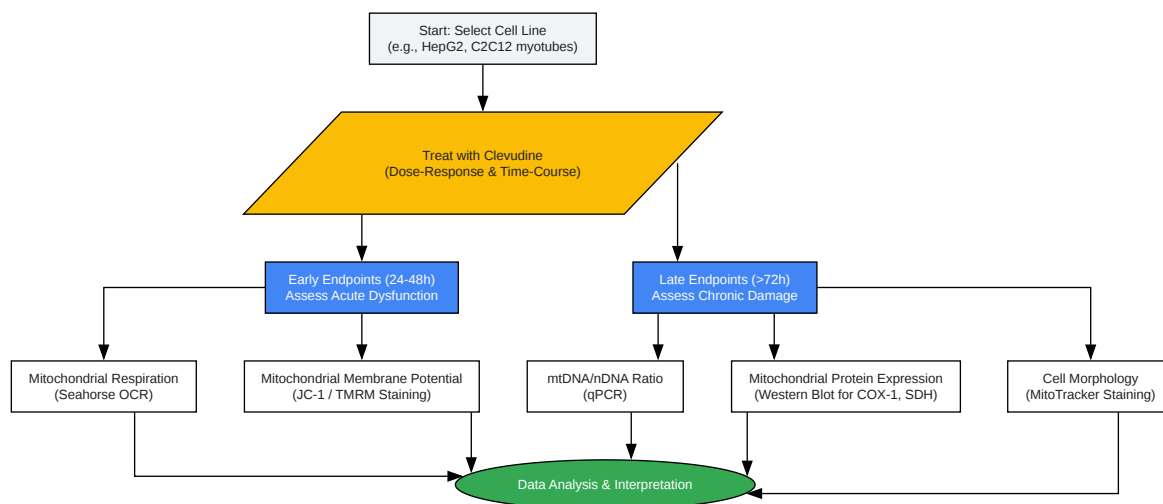 Start: Select Cell Line
(e.g., HepG2, C2C12 myotubes)
Treat with Clevudine
(Dose-Response & Time-Course)
Early Endpoints (24-48h)
Assess Acute Dysfunction
Late Endpoints (>72h)
Assess Chronic Damage
Mitochondrial Respiration
(Seahorse OCR)
Mitochondrial Membrane Potential
(JC-1 / TMRM Staining)
mtDNA/nDNA Ratio
(qPCR)
Mitochondrial Protein Expression
(Western Blot for COX-1, SDH)
Cell Morphology
(MitoTracker Staining)
Data Analysis & Interpretation